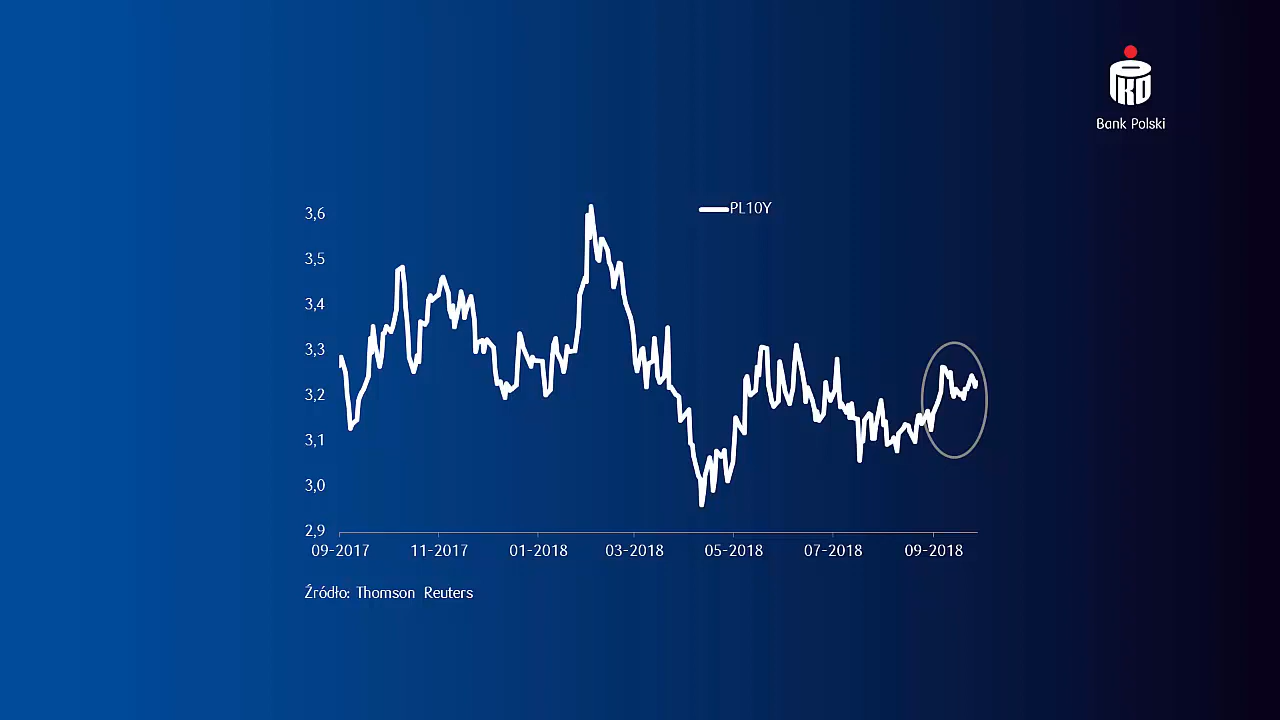 PKO
Bank Polski
PL10Y
3,6
3,5
3,4
3,3
3,2
3,1
3,0
2,9
09-2017 11-2017 01-2018 03-2018 05-2018 07-2018 09-2018
Źródło: Thomson Reuters